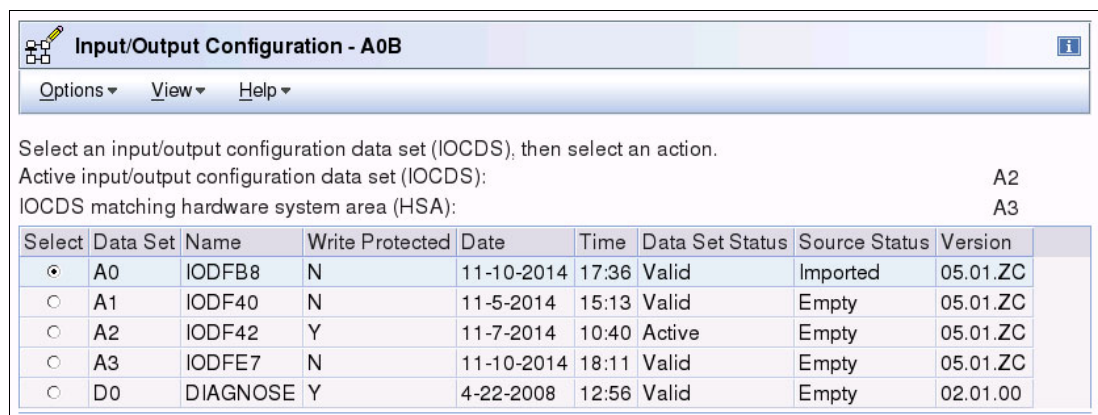 Input/Output Configuration - A0B i
Options View Help
Select an input/output configuration data set (IOCDS), then select an action.
Active input/output configuration data set (IOCDS): A2
IOCDS matching hardware system area (HSA): A3
Select Data Set Name Write Protected Date Time Data Set Status Source Status Version
A0 IODFB8 N 11-10-2014 17:36 Valid Imported 05.01.ZC
A1 IODF40 N 11-5-2014 15:13 Valid Empty 05.01.ZC
A2 IODF42 Y 11-7-2014 10:40 Active Empty 05.01.ZC
A3 IODFE7 N 11-10-2014 18:11 Valid Empty 05.01.ZC
D0 DIAGNOSE Y 4-22-2008 12:56 Valid Empty 02.01.00